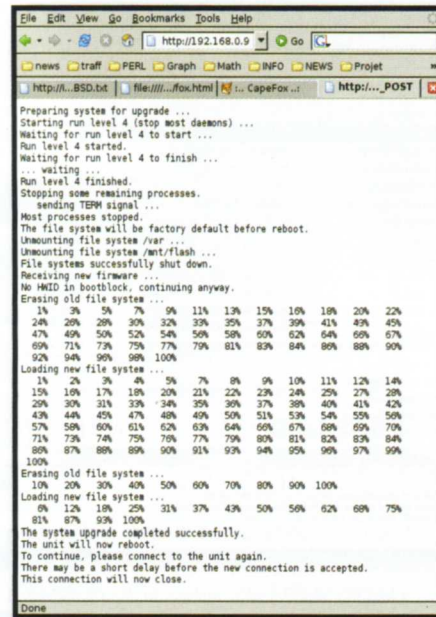 File Edit View Go Bookmarks Tools Help
http://192.168.0.9 Go
news traff PERL Graph Math INFO NEWS Projet
http://l...BSD.txt file:///.../fox.html :.. CapeFox ..: http:/..._POST
Preparing system for upgrade ...
Starting run level 4 (stop most daemons) ...
Waiting for run level 4 to start ...
Run level 4 started.
Waiting for run level 4 to finish ...
... waiting ...
Run level 4 finished.
Stopping some remaining processes.
sending TERM signal ...
Most processes stopped.
The file system will be factory default before reboot.
Unmounting file system /var ...
Unmounting file system /mnt/flash ...
File systems successfully shut down.
Receiving new firmware ...
No HWID in bootblock, continuing anyway.
Erasing old file system ...
1% 3% 5% 7% 9% 11% 13% 15% 16% 18% 20% 22%
24% 26% 28% 30% 32% 33% 35% 37% 39% 41% 43% 45%
47% 49% 50% 52% 54% 56% 58% 60% 62% 64% 66% 67%
69% 71% 73% 75% 77% 79% 81% 83% 84% 86% 88% 90%
92% 94% 96% 98% 100%
Loading new file system ...
1% 2% 3% 4% 5% 7% 8% 9% 10% 11% 12% 14%
15% 16% 17% 18% 20% 21% 22% 23% 24% 25% 27% 28%
29% 30% 31% 33% 34% 35% 36% 37% 38% 40% 41% 42%
43% 44% 45% 47% 48% 49% 50% 51% 53% 54% 55% 56%
57% 58% 60% 61% 62% 63% 64% 66% 67% 68% 69% 70%
71% 73% 74% 75% 76% 77% 79% 80% 81% 82% 83% 84%
86% 87% 88% 89% 90% 91% 93% 94% 95% 96% 97% 99%
100%
Erasing old file system ...
10% 20% 30% 40% 50% 60% 70% 80% 90% 100%
Loading new file system ...
6% 12% 18% 25% 31% 37% 43% 50% 56% 62% 68% 75%
81% 87% 93% 100%
The system upgrade completed successfully.
The unit will now reboot.
To continue, please connect to the unit again.
There may be a short delay before the new connection is accepted.
This connection will now close.
Done